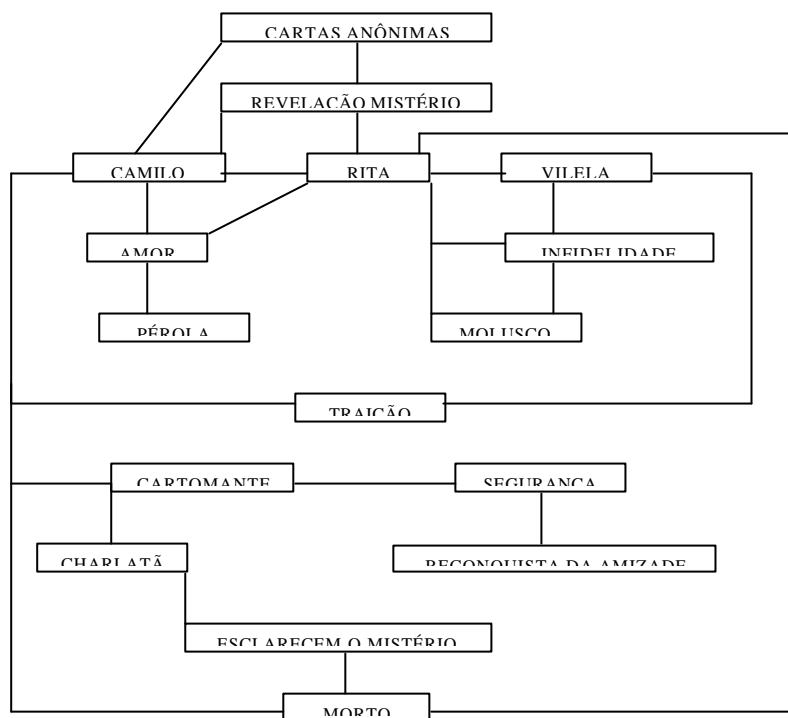 CARTAS ANÔNIMAS
REVELAÇÃO MISTÉRIO
CAMILO
RITA
VILELA
AMOR
INFIDELIDADE
PÉROLA
MOLUSCO
TRAIÇÃO
CARTOMANTE
SEGURANÇA
CHARLATÃ
RECONQUISTA DA AMIZADE
ESCLARECEM O MISTÉRIO
MORTO